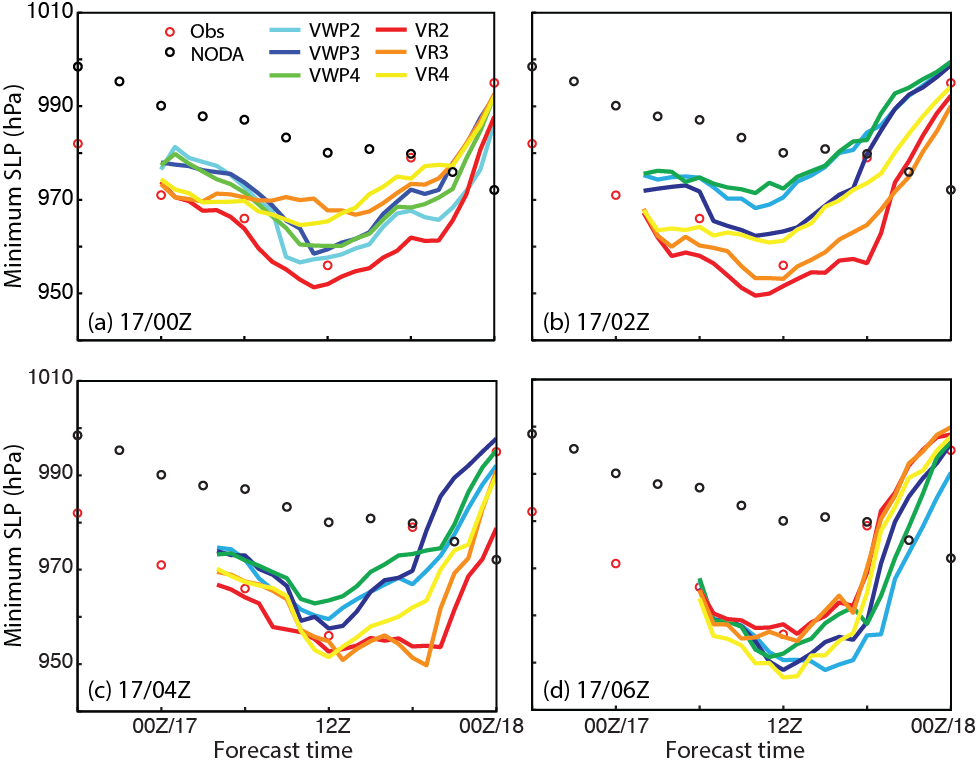 1010
990
970
950
Minimum SLP (hPa)
Obs
NODA
VWP2
VWP3
VWP4
VR2
VR3
VR4
(a) 17/00Z
(b) 17/02Z
1010
990
970
950
Minimum SLP (hPa)
(c) 17/04Z
(d) 17/06Z
00Z/17 12Z 00Z/18
00Z/17 12Z 00Z/18
Forecast time
Forecast time